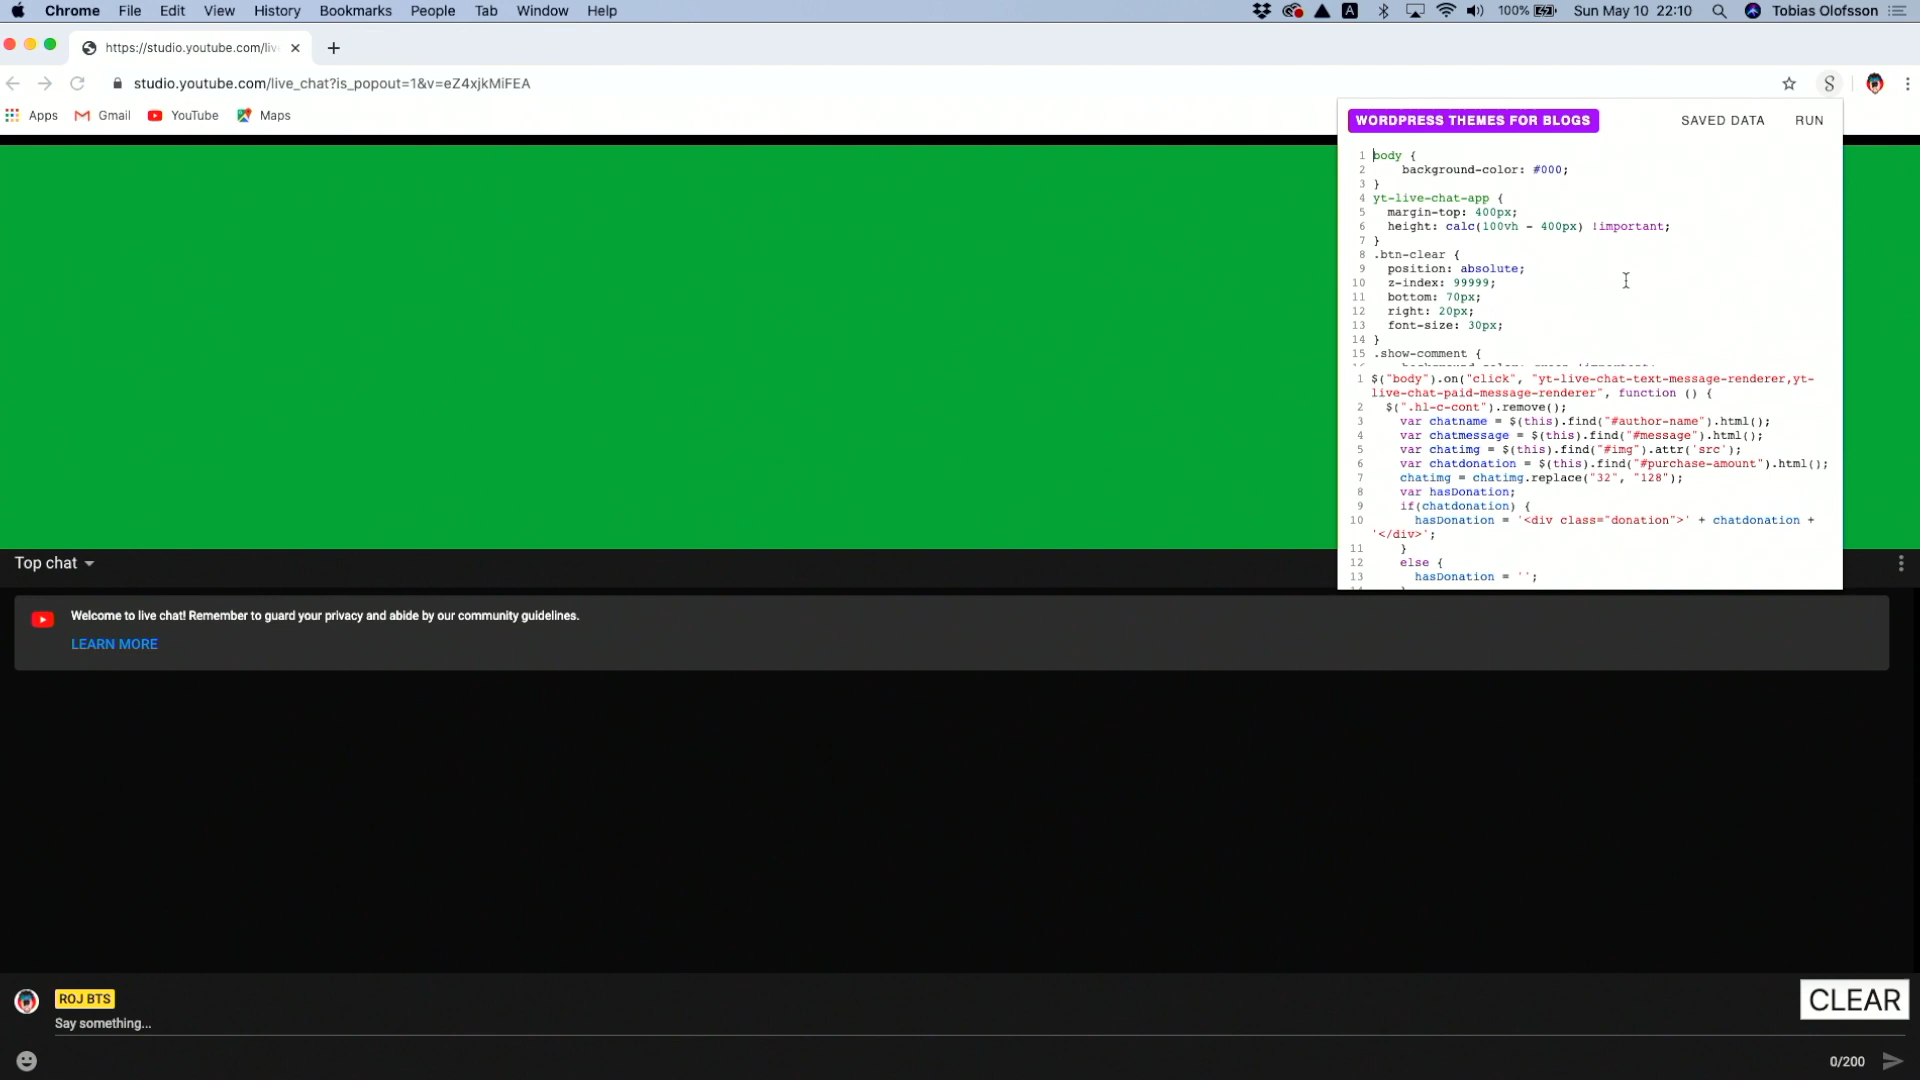 Chrome File Edit View History Bookmarks People Tab Window Help
A 100% Sun May 10 22:10 Tobias Olofsson
https://studio.youtube.com/liv
studio.youtube.com/live_chat?is_popout=1&v=eZ4xjkMiFEA
Apps Gmail YouTube Maps
WORDPRESS THEMES FOR BLOGS SAVED DATA RUN
1 body {
2 background-color: #000;
3 }
4 yt-live-chat-app {
5 margin-top: 400px;
6 height: calc(100vh - 400px) !important;
7 }
8 .btn-clear {
9 position: absolute;
10 z-index: 99999;
11 bottom: 70px;
12 right: 20px;
13 font-size: 30px;
14 }
15 .show-comment {
1 $("body").on("click", "yt-live-chat-text-message-renderer,yt-
live-chat-paid-message-renderer", function () {
2 $(".hl-c-cont").remove();
3 var chatname = $(this).find("#author-name").html();
4 var chatmessage = $(this).find("#message").html();
5 var chatimg = $(this).find("#img").attr('src');
6 var chatdonation = $(this).find("#purchase-amount").html();
7 chatimg = chatimg.replace("32", "128");
8 var hasDonation;
9 if(chatdonation) {
10 hasDonation = '<div class="donation">' + chatdonation +
'</div>';
11 }
12 else {
13 hasDonation = '';
Top chat
Welcome to live chat! Remember to guard your privacy and abide by our community guidelines.
LEARN MORE
ROJ BTS
Say something...
CLEAR
0/200